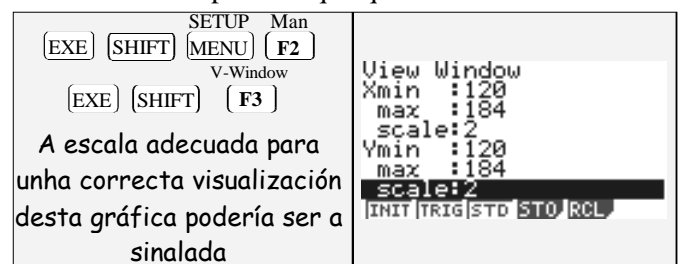 SETUP Man
EXE SHIFT MENU F2
V-Window
EXE SHIFT F3
A escala adecuada para
unha correcta visualización
desta gráfica podería ser a
sinalada
View Window
Xmin :120
max :184
scale:2
Ymin :120
max :184
scale:2
INIT TRIG STD STO RCL